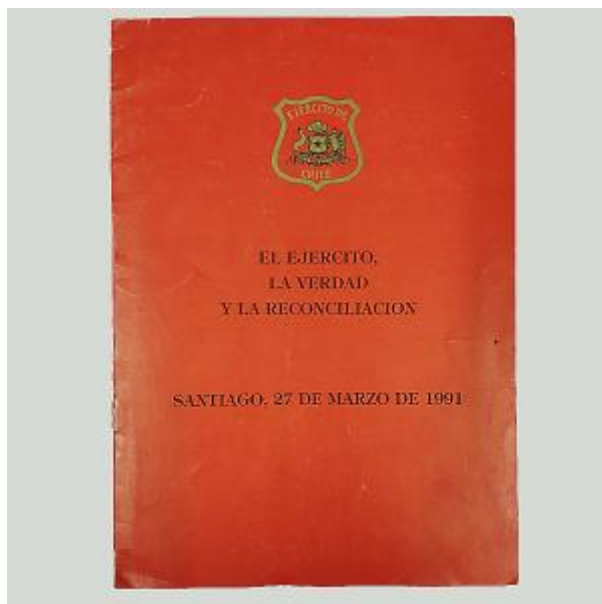 EJERCITO DE
CHILE
EL EJERCITO,
LA VERDAD
Y LA RECONCILIACION
SANTIAGO, 27 DE MARZO DE 1991